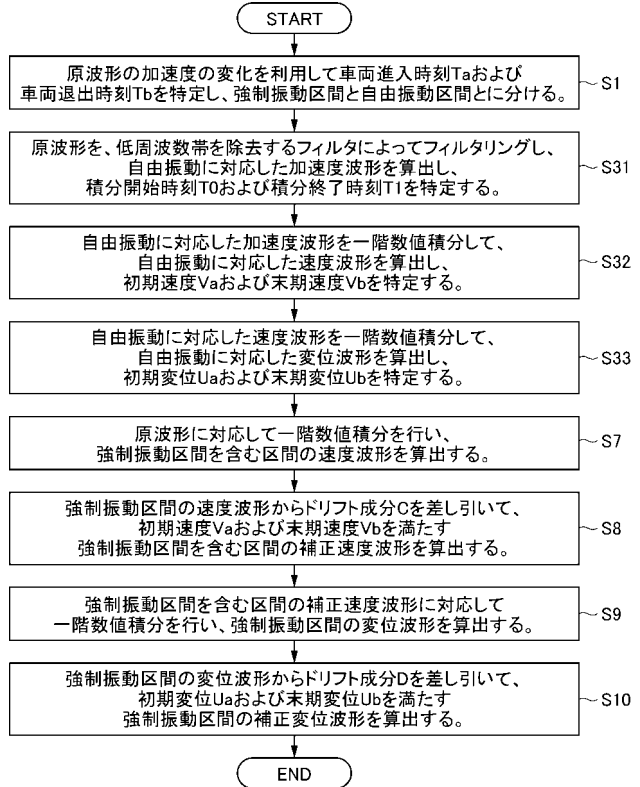 START
原波形の加速度の変化を利用して車両進入時刻Taおよび
車両退出時刻Tbを特定し、強制振動区間と自由振動区間とに分ける。
S1
原波形を、低周波数帯を除去するフィルタによってフィルタリングし、
自由振動に対応した加速度波形を算出し、
積分開始時刻T0および積分終了時刻T1を特定する。
S31
自由振動に対応した加速度波形を一階数値積分して、
自由振動に対応した速度波形を算出し、
初期速度Vaおよび末期速度Vbを特定する。
S32
自由振動に対応した速度波形を一階数値積分して、
自由振動に対応した変位波形を算出し、
初期変位Uaおよび末期変位Ubを特定する。
S33
原波形に対応して一階数値積分を行い、
強制振動区間を含む区間の速度波形を算出する。
S7
強制振動区間の速度波形からドリフト成分Cを差し引いて、
初期速度Vaおよび末期速度Vbを満たす
強制振動区間を含む区間の補正速度波形を算出する。
S8
強制振動区間を含む区間の補正速度波形に対応して
一階数値積分を行い、強制振動区間の変位波形を算出する。
S9
強制振動区間の変位波形からドリフト成分Dを差し引いて、
初期変位Uaおよび末期変位Ubを満たす
強制振動区間の補正変位波形を算出する。
S10
END